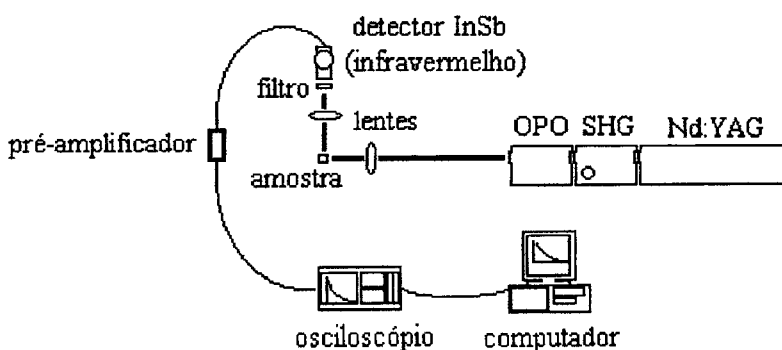 detector InSb
(infravermelho)
filtro
lentes
OPO SHG Nd:YAG
pré-amplificador
amostra
osciloscópio
computador